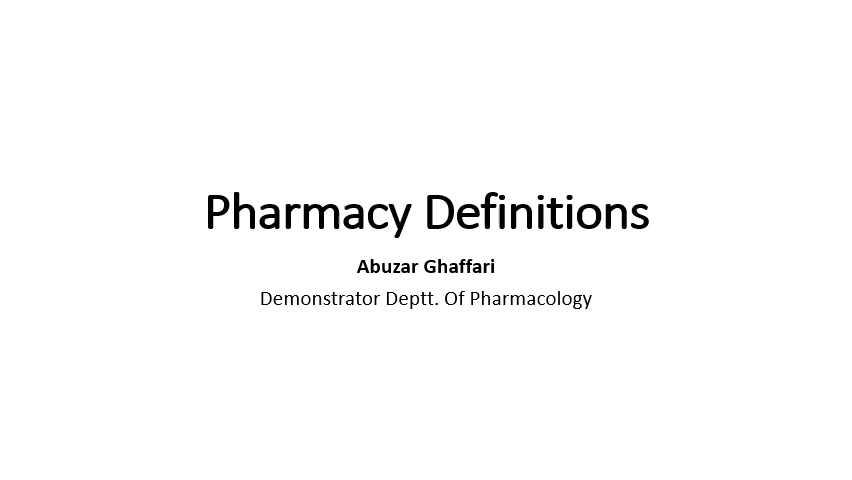 Pharmacy Definitions
Abuzar Ghaffari
Demonstrator Deptt. Of Pharmacology